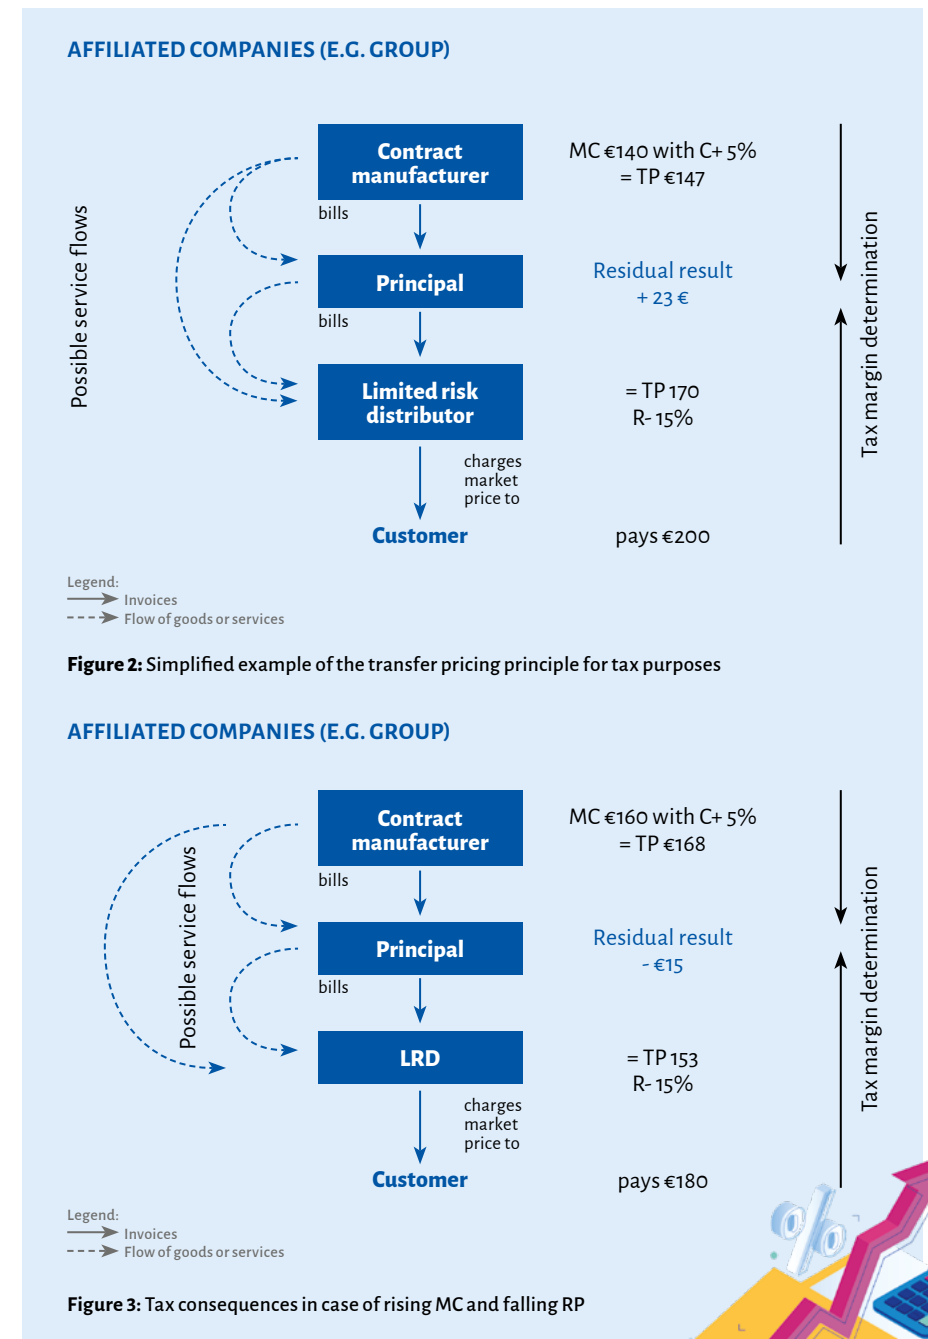 AFFILIATED COMPANIES (E.G. GROUP)
Possible service flows
Contract
manufacturer
MC €140 with C+ 5%
= TP €147
bills
Principal
Residual result
+ 23 €
bills
Limited risk
distributor
= TP 170
R- 15%
Tax margin determination
charges
market
price to
Customer
pays €200
Legend:
Invoices
Flow of goods or services
Figure 2: Simplified example of the transfer pricing principle for tax purposes
AFFILIATED COMPANIES (E.G. GROUP)
Possible service flows
Contract
manufacturer
MC €160 with C+ 5%
= TP €168
bills
Principal
Residual result
- €15
bills
LRD
= TP 153
R- 15%
Tax margin determination
charges
market
price to
Customer
pays €180
Legend:
Invoices
Flow of goods or services
%
Figure 3: Tax consequences in case of rising MC and falling RP